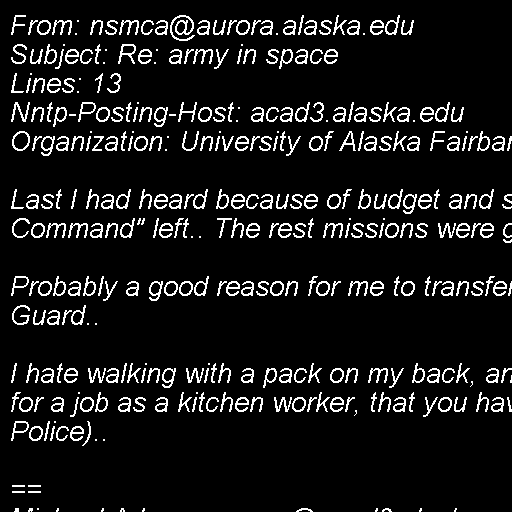 From: nsmca@aurora.alaska.edu
Subject: Re: army in space
Lines: 13
Nntp-Posting-Host: acad3.alaska.edu
Organization: University of Alaska Fairban
Last I had heard because of budget and s
Command" left.. The rest missions were g
Probably a good reason for me to transfer
Guard..
I hate walking with a pack on my back, an
for a job as a kitchen worker, that you hav
Police)..
==